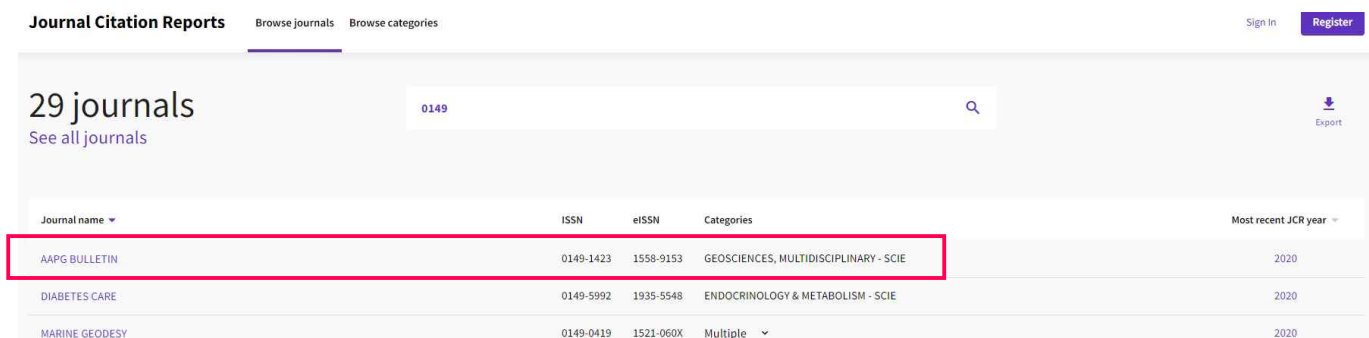 Journal Citation Reports Browse journals Browse categories Sign In Register
29 journals 0149
See all journals Export
Journal name ISSN eISSN Categories Most recent JCR year
AAPG BULLETIN 0149-1423 1558-9153 GEOSCIENCES, MULTIDISCIPLINARY - SCIE 2020
DIABETES CARE 0149-5992 1935-5548 ENDOCRINOLOGY & METABOLISM - SCIE 2020
MARINE GEODESY 0149-0419 1521-060X Multiple 2020